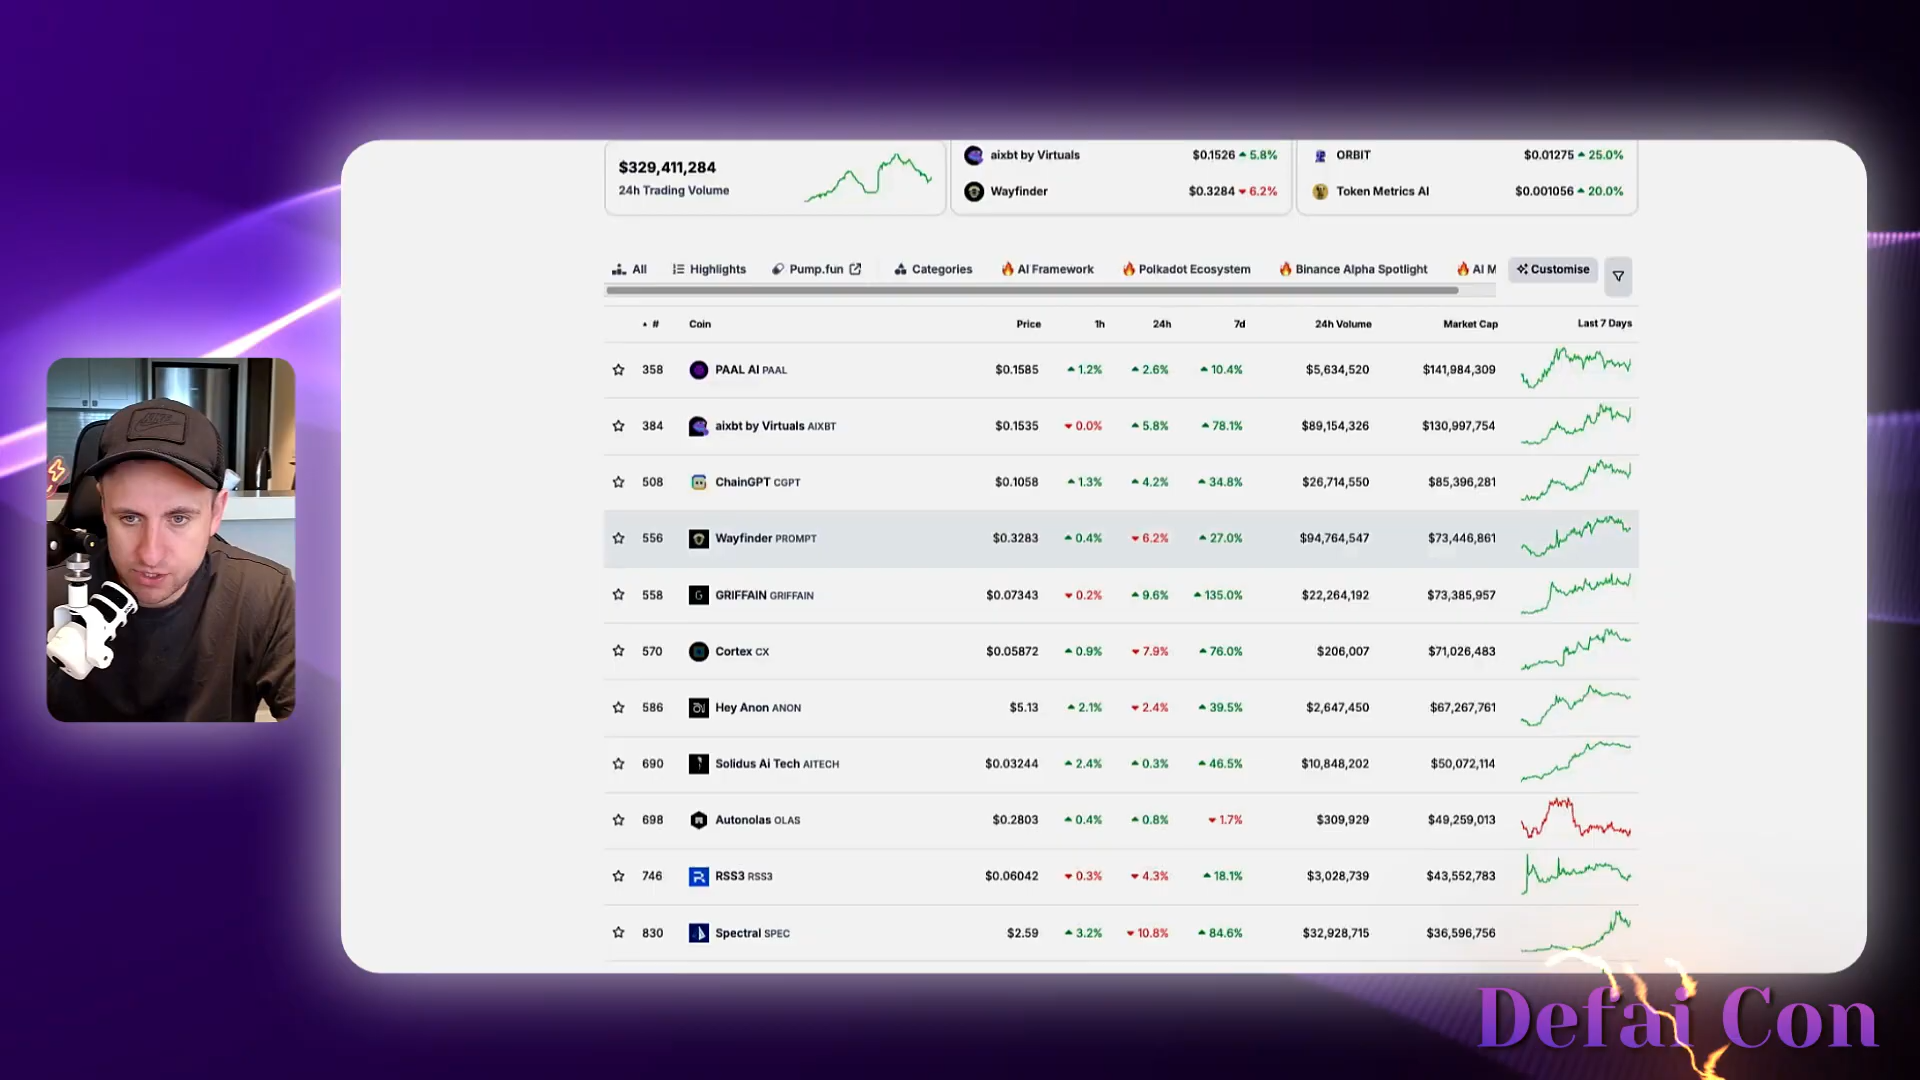 $329,411,284
24h Trading Volume
aixbt by Virtuals $0.1526 5.8%
Wayfinder $0.3284 6.2%
ORBIT $0.01275 25.0%
Token Metrics AI $0.001056 20.0%
All Highlights Pump.fun Categories AI Framework Polkadot Ecosystem Binance Alpha Spotlight AI M Customise
# Coin Price 1h 24h 7d 24h Volume Market Cap Last 7 Days
358 PAAL AI PAAL $0.1585 1.2% 2.6% 10.4% $5,634,520 $141,984,309
384 aixbt by Virtuals AIXBT $0.1535 0.0% 5.8% 78.1% $89,154,326 $130,997,754
508 ChainGPT CGPT $0.1058 1.3% 4.2% 34.8% $26,714,550 $85,396,281
556 Wayfinder PROMPT $0.3283 0.4% 6.2% 27.0% $94,764,547 $73,446,861
558 GRIFFAIN GRIFFAIN $0.07343 0.2% 9.6% 135.0% $22,264,192 $73,385,957
570 Cortex CX $0.05872 0.9% 7.9% 76.0% $206,007 $71,026,483
586 Hey Anon ANON $5.13 2.1% 2.4% 39.5% $2,647,450 $67,267,761
690 Solidus Ai Tech AITECH $0.03244 2.4% 0.3% 46.5% $10,848,202 $50,072,114
698 Autonolas OLAS $0.2803 0.4% 0.8% 1.7% $309,929 $49,259,013
746 RSS3 RSS3 $0.06042 0.3% 4.3% 18.1% $3,028,739 $43,552,783
830 Spectral SPEC $2.59 3.2% 10.8% 84.6% $32,928,715 $36,596,756
Defai Con